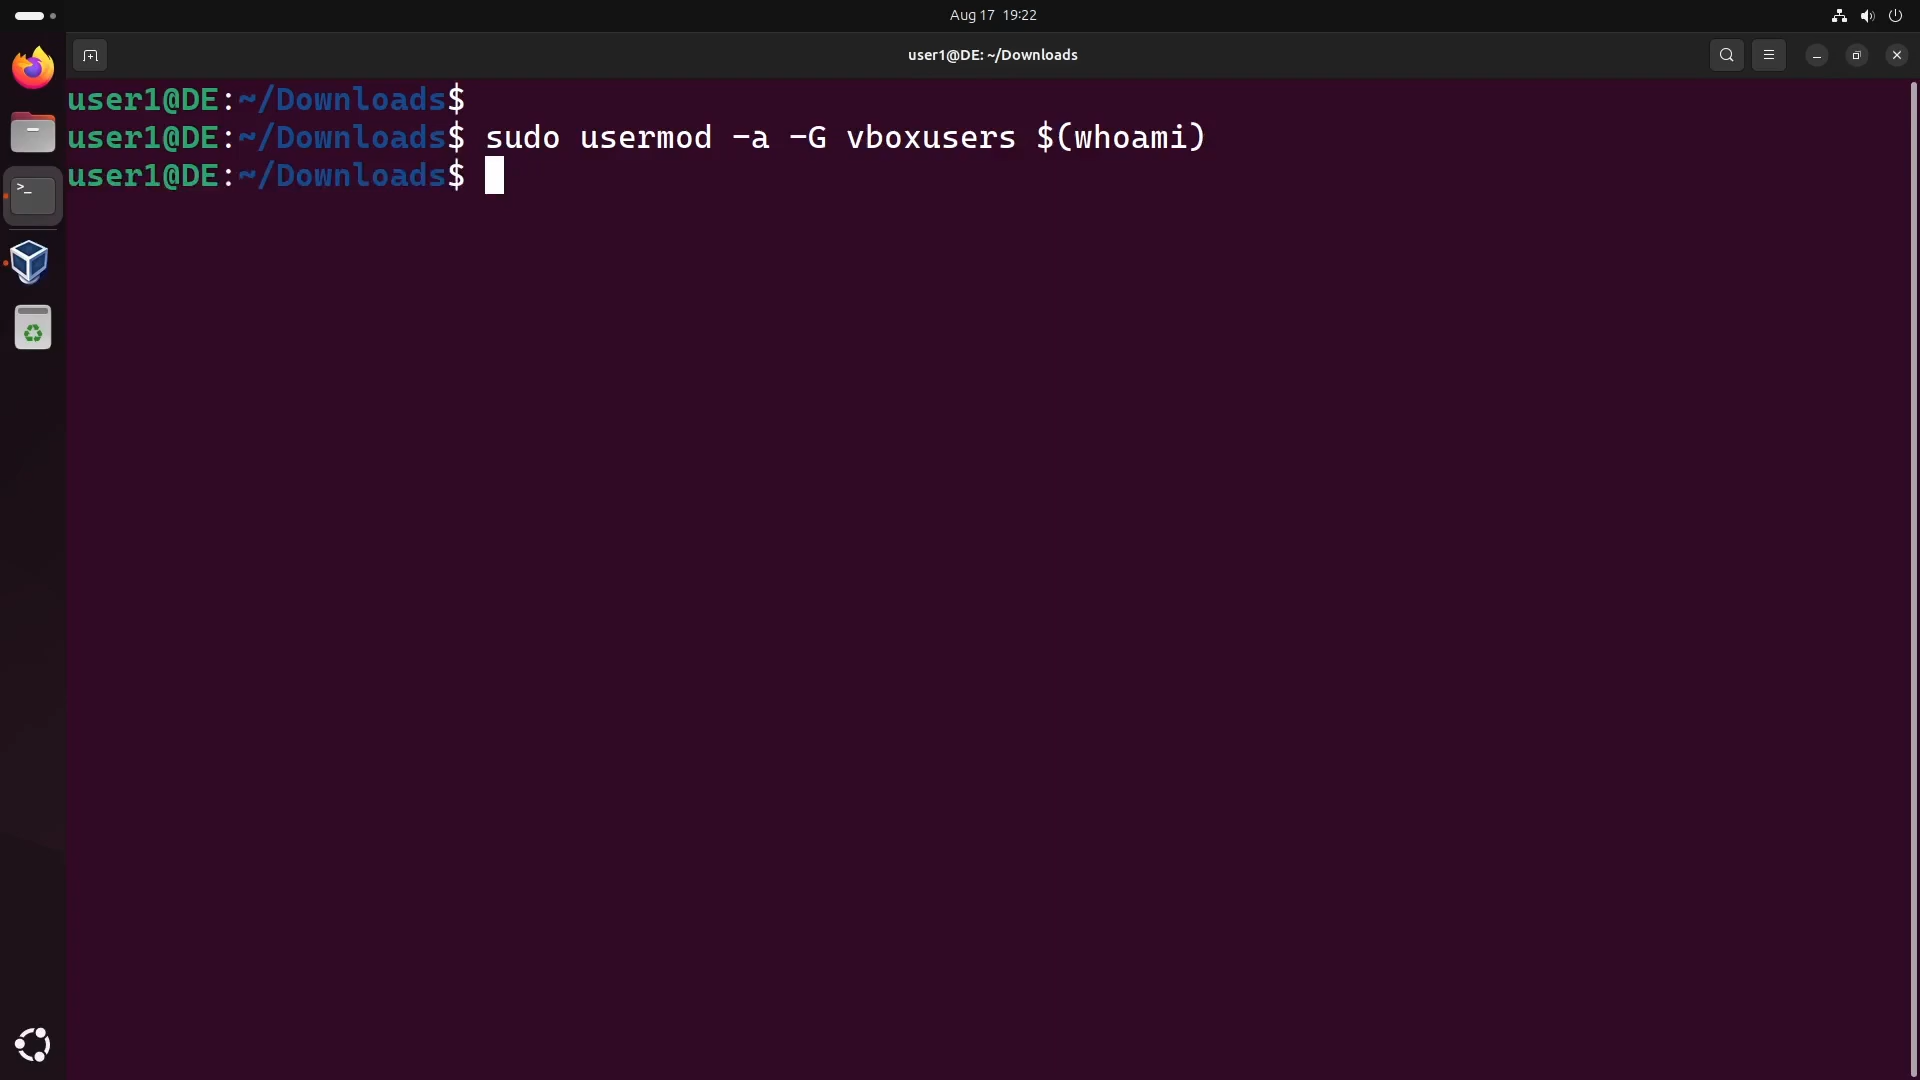 Aug 17 19:22
user1@DE: ~/Downloads
user1@DE:~/Downloads$
user1@DE:~/Downloads$ sudo usermod -a -G vboxusers $(whoami)
user1@DE:~/Downloads$